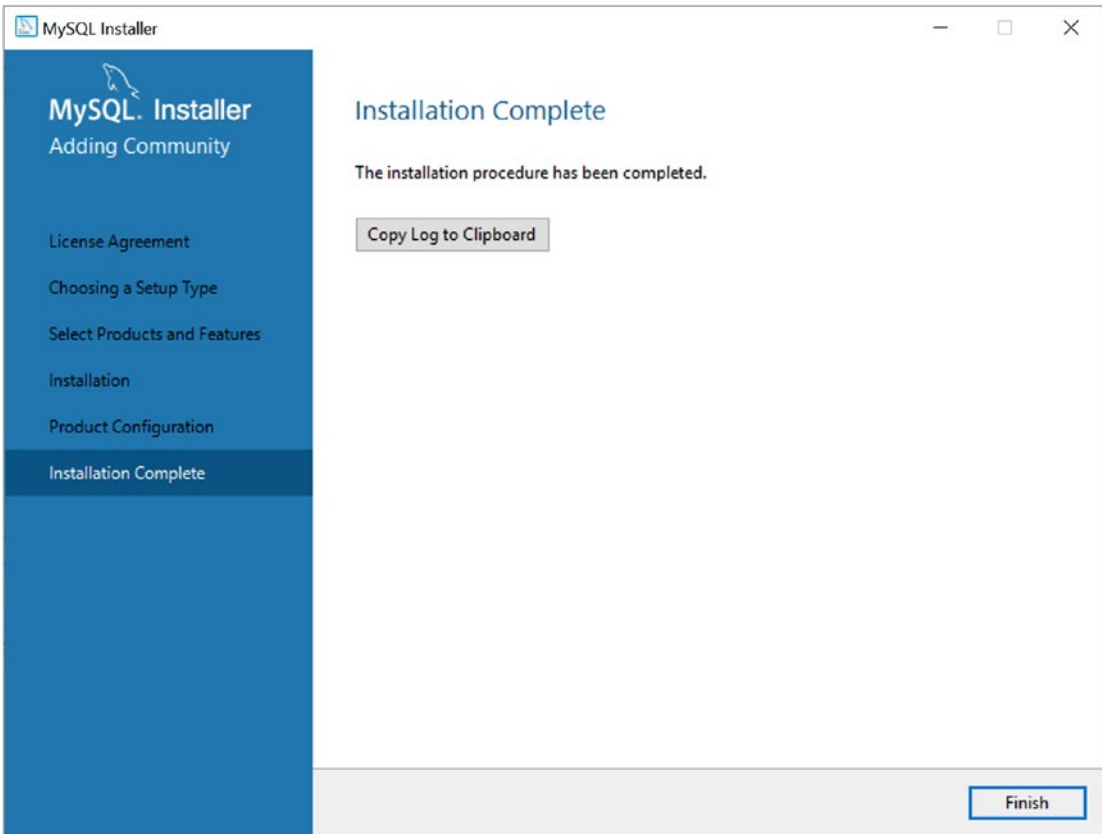 MySQL Installer
MySQL. Installer
Adding Community
License Agreement
Choosing a Setup Type
Select Products and Features
Installation
Product Configuration
Installation Complete
Installation Complete
The installation procedure has been completed.
Copy Log to Clipboard
Finish